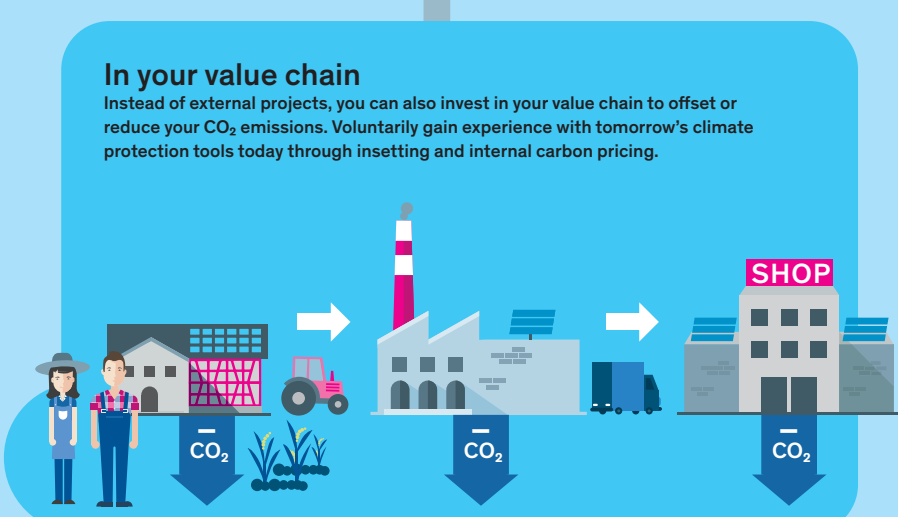 In your value chain
Instead of external projects, you can also invest in your value chain to offset or
reduce your CO₂ emissions. Voluntarily gain experience with tomorrow's climate
protection tools today through insetting and internal carbon pricing.
SHOP
– CO₂
– CO₂
– CO₂